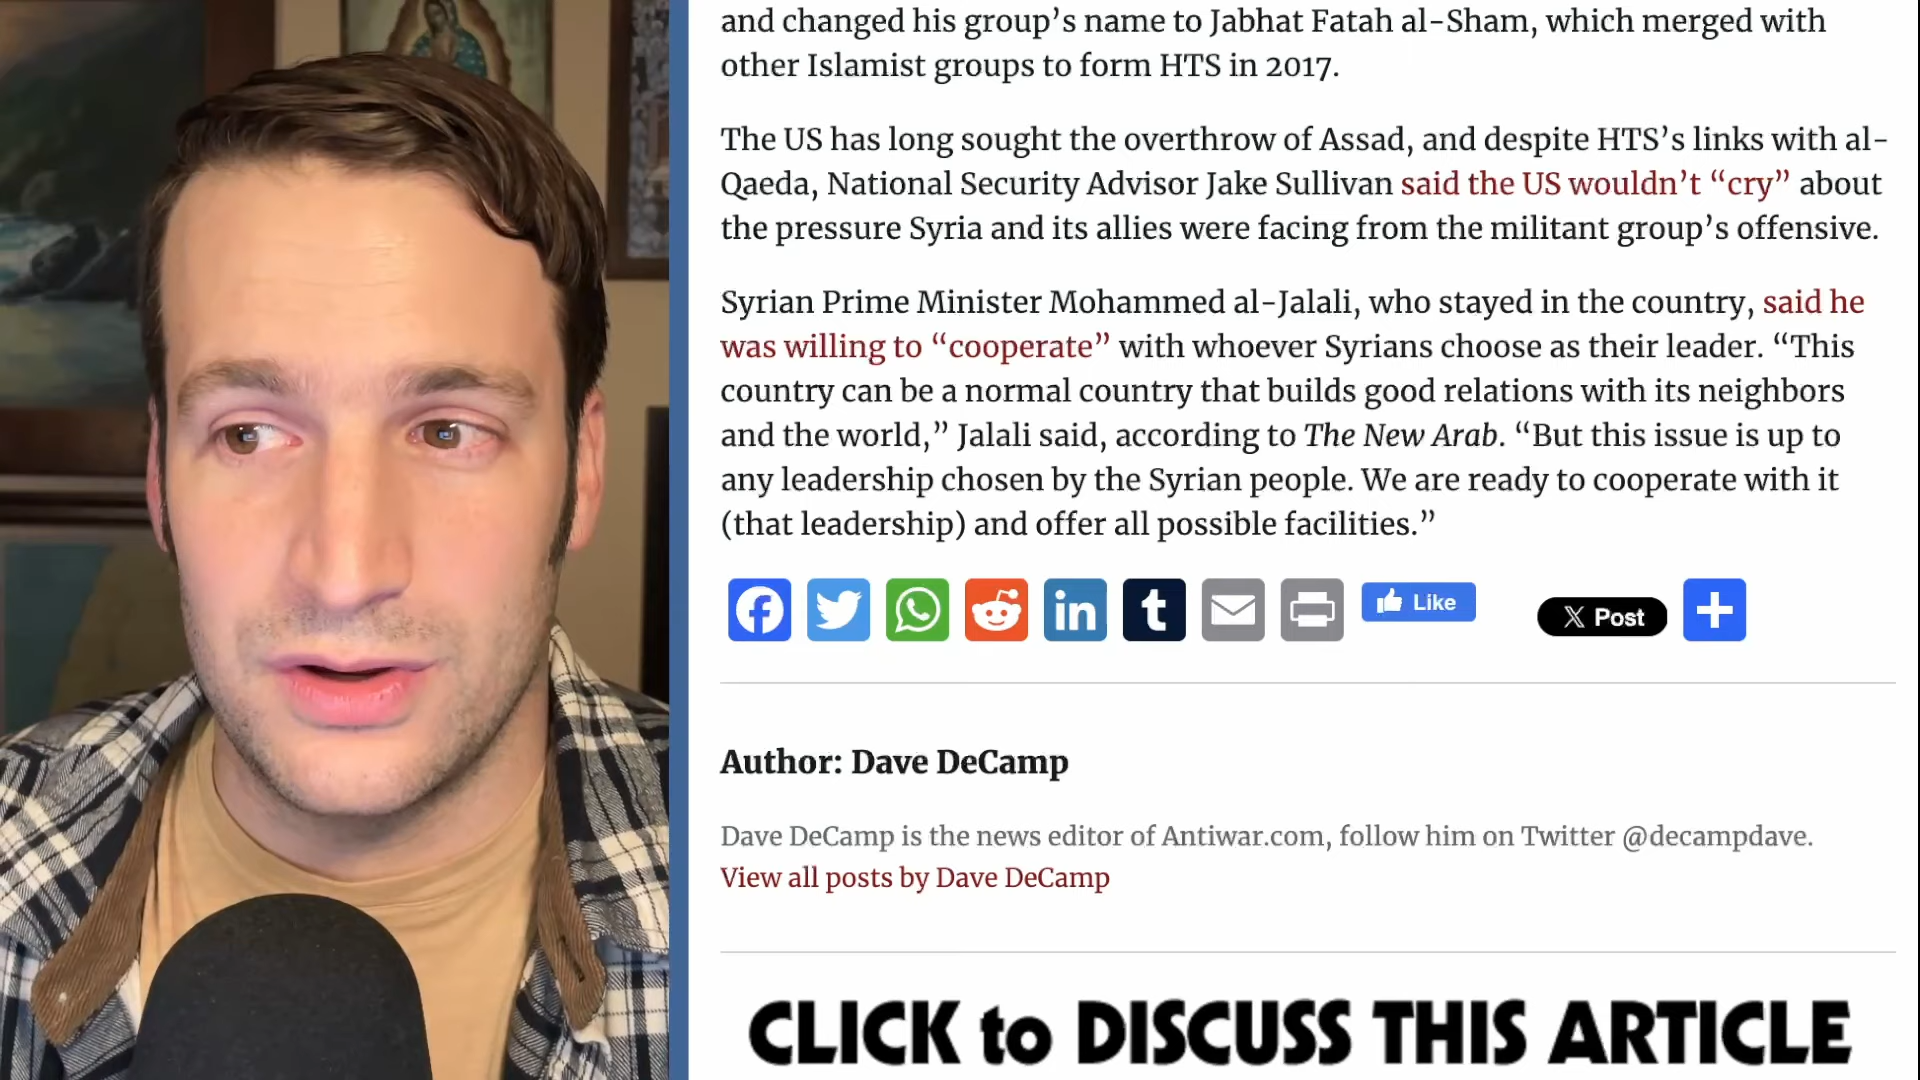 and changed his group’s name to Jabhat Fatah al-Sham, which merged with
other Islamist groups to form HTS in 2017.
The US has long sought the overthrow of Assad, and despite HTS’s links with al-
Qaeda, National Security Advisor Jake Sullivan said the US wouldn’t “cry” about
the pressure Syria and its allies were facing from the militant group’s offensive.
Syrian Prime Minister Mohammed al-Jalali, who stayed in the country, said he
was willing to “cooperate” with whoever Syrians choose as their leader. “This
country can be a normal country that builds good relations with its neighbors
and the world,” Jalali said, according to The New Arab. “But this issue is up to
any leadership chosen by the Syrian people. We are ready to cooperate with it
(that leadership) and offer all possible facilities.”
Like
X Post
Author: Dave DeCamp
Dave DeCamp is the news editor of Antiwar.com, follow him on Twitter @decampdave.
View all posts by Dave DeCamp
CLICK to DISCUSS THIS ARTICLE